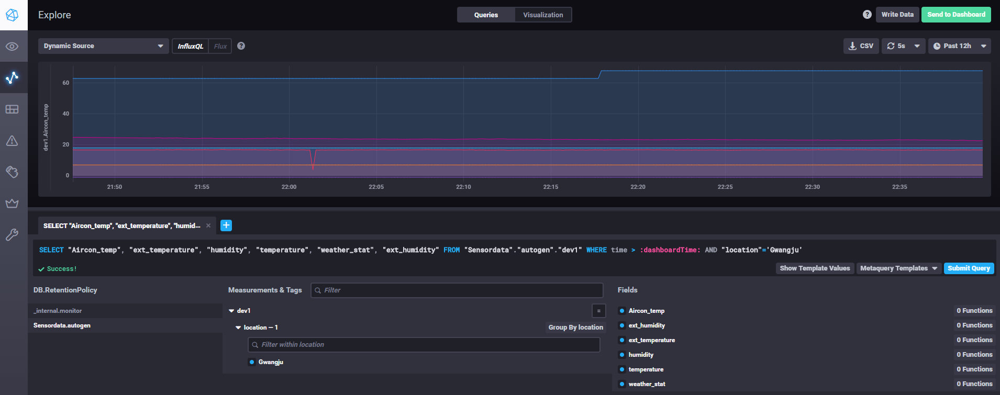 Explore
Queries
Visualization
?
Write Data
Send to Dashboard
Dynamic Source
InfluxQL
Flux
?
CSV
5s
Past 12h
dev1.Aircon_temp
60
40
20
0
21:50
21:55
22:00
22:05
22:10
22:15
22:20
22:25
22:30
22:35
SELECT "Aircon_temp", "ext_temperature", "humid...
SELECT "Aircon_temp", "ext_temperature", "humidity", "temperature", "weather_stat", "ext_humidity" FROM "Sensordata"."autogen"."dev1" WHERE time > :dashboardTime: AND "location"='Gwangju'
Success!
Show Template Values
Metaquery Templates
Submit Query
DB.RetentionPolicy
_internal.monitor
Sensordata.autogen
Measurements & Tags
Filter
dev1
=
location — 1
Group By location
Filter within location
Gwangju
Fields
Aircon_temp
0 Functions
ext_humidity
0 Functions
ext_temperature
0 Functions
humidity
0 Functions
temperature
0 Functions
weather_stat
0 Functions